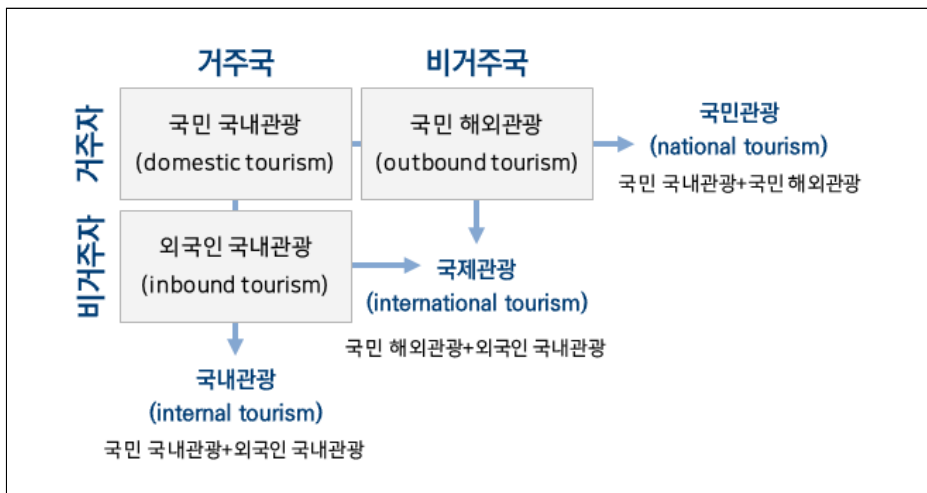 거주국
비거주국
거주자
국민 국내관광
(domestic tourism)
국민 해외관광
(outbound tourism)
국민관광
(national tourism)
국민 국내관광+국민 해외관광
비거주자
외국인 국내관광
(inbound tourism)
국제관광
(international tourism)
국민 해외관광+외국인 국내관광
국내관광
(internal tourism)
국민 국내관광+외국인 국내관광